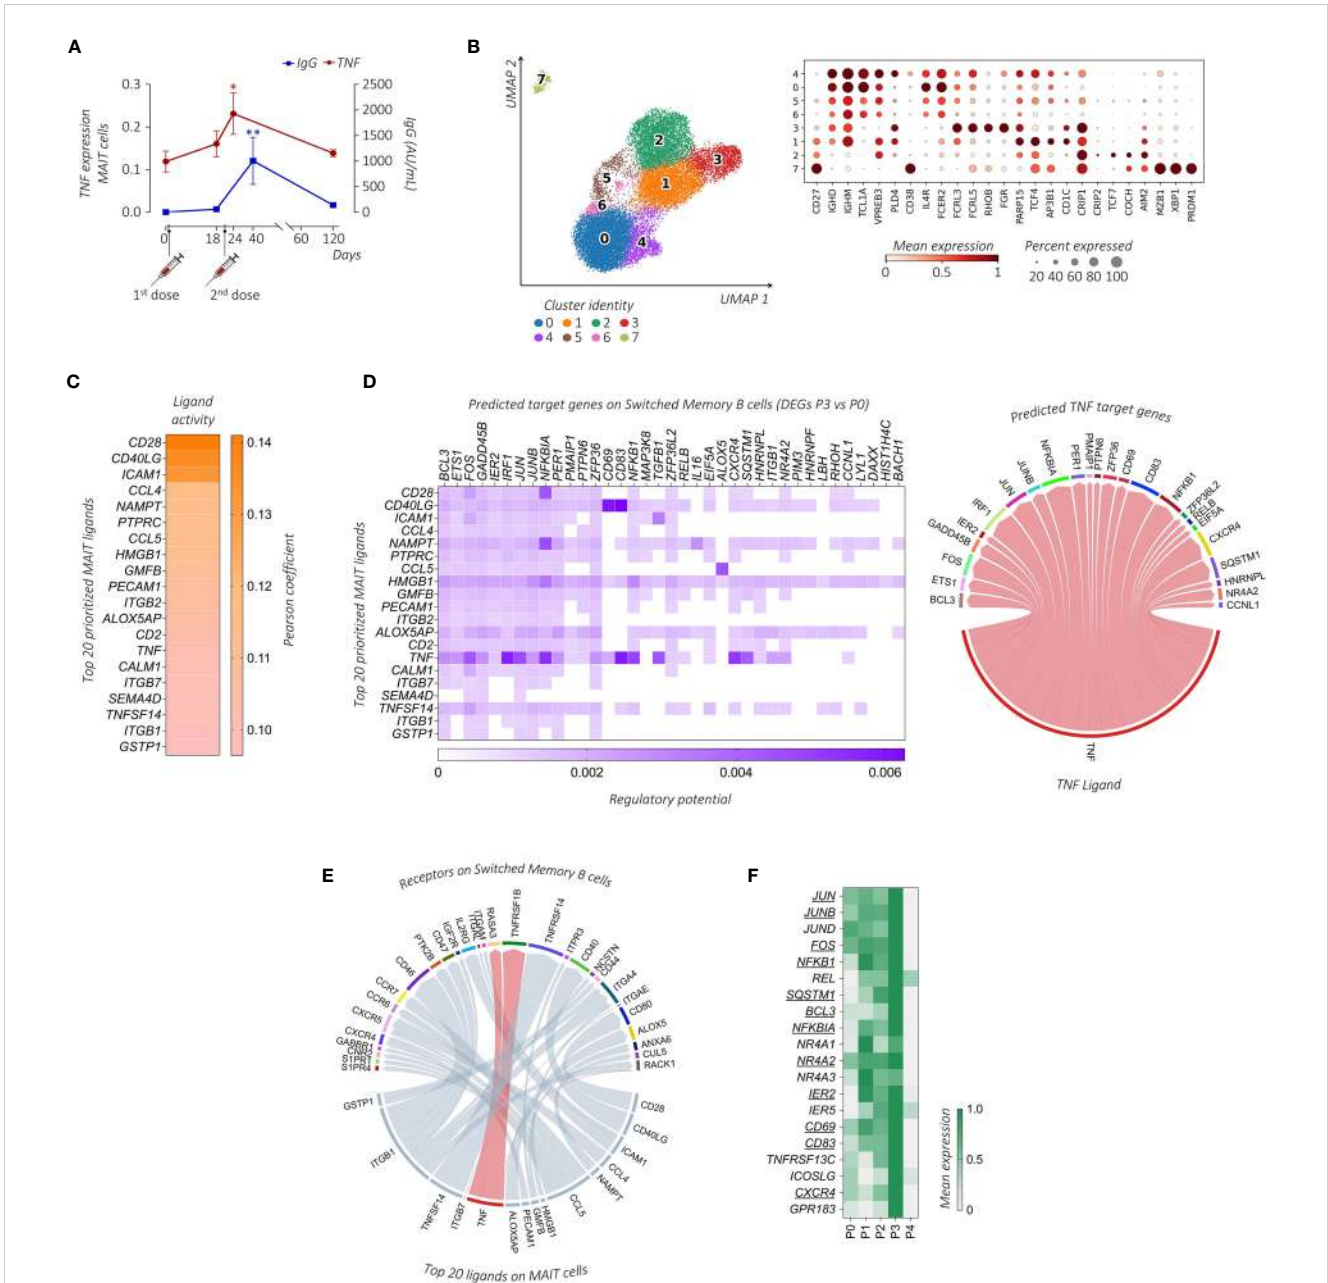 A
IgG TNF
TNF expression
MAIT cells
0.3
0.2
0.1
0.0
2500
2000
1500
1000
500
0
IgG (AU/mL)
*
**
0 18 24 40 60 120
Days
1st dose
2nd dose
B
UMAP 2
UMAP 1
7
2
3
1
5
6
0
4
Cluster identity
0 1 2 3
4 5 6 7
4
0
5
6
3
1
2
7
CD27
IGHD
IGHM
TCL1A
VPREB3
PLD4
CD38
IL4R
FCER2
FCRL3
FCRL5
RHOB
FGR
PARP15
TCF4
AP3B1
CD1C
CRIP1
CRIP2
TCF7
COCH
AIM2
MZB1
XBP1
PRDM1
Mean expression
0 0.5 1
Percent expressed
20 40 60 80 100
C
Ligand
activity
Top 20 prioritized MAIT ligands
CD28
CD40LG
ICAM1
CCL4
NAMPT
PTPRC
CCL5
HMGB1
GMFB
PECAM1
ITGB2
ALOX5AP
CD2
TNF
CALM1
ITGB7
SEMA4D
TNFSF14
ITGB1
GSTP1
0.14
0.13
0.12
0.11
0.10
Pearson coefficient
D
Predicted target genes on Switched Memory B cells (DEGs P3 vs P0)
BCL3
ETS1
FOS
GADD45B
IER2
IRF1
JUN
JUNB
NFKBIA
PER1
PMAIP1
PTPN6
ZFP36
CD69
CD83
NFKB1
MAP3K8
TGFB1
ZFP36L2
RELB
IL16
EIF5A
ALOX5
CXCR4
SQSTM1
HNRNPL
ITGB1
NR4A2
PIM3
HNRNPF
LBH
RHOH
CCNL1
LYL1
DAXX
HIST1H4C
BACH1
Top 20 prioritized MAIT ligands
CD28
CD40LG
ICAM1
CCL4
NAMPT
PTPRC
CCL5
HMGB1
GMFB
PECAM1
ITGB2
ALOX5AP
CD2
TNF
CALM1
ITGB7
SEMA4D
TNFSF14
ITGB1
GSTP1
0 0.002 0.004 0.006
Regulatory potential
Predicted TNF target genes
BCL3
ETS1
FOS
GADD45B
IER2
IRF1
JUN
JUNB
NFKBIA
PER1
PMAIP1
PTPN6
ZFP36
CD69
CD83
NFKB1
ZFP36L2
RELB
EIF5A
CXCR4
SQSTM1
HNRNPL
NR4A2
CCNL1
TNF
TNF Ligand
E
Receptors on Switched Memory B cells
S1PR4
S1PR1
CNR2
GABBR1
CXCR4
CXCR5
CCR6
CCR7
CD46
PTK2B
CD47
IGF2R
IL2RG
ITGAL
ITGAM
RASA3
TNFRSF1B
TNFRSF14
ITPR3
CD40
NCSTN
CD44
ITGA4
ITGAE
CD80
ALOX5
ANXA6
CUL5
RACK1
GSTP1
ITGB1
TNFSF14
ITGB7
TNF
ALOX5AP
PECAM1
GMFB
HMGB1
CCL5
NAMPT
CCL4
ICAM1
CD40LG
CD28
Top 20 ligands on MAIT cells
F
JUN
JUNB
JUND
FOS
NFKB1
REL
SQSTM1
BCL3
NFKBIA
NR4A1
NR4A2
NR4A3
IER2
IER5
CD69
CD83
TNFRSF13C
ICOSLG
CXCR4
GPR183
P0
P1
P2
P3
P4
Mean expression
1.0
0.5
0